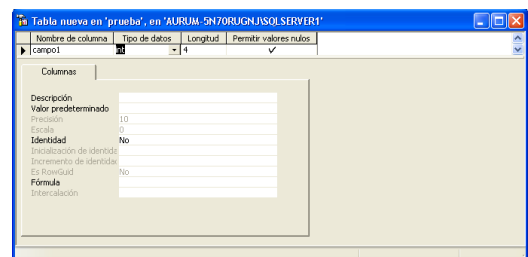 Tabla nueva en 'prueba', en 'AURUM-5N70RUGNJ\SQLSERVER1'
Nombre de columna Tipo de datos Longitud Permitir valores nulos
campo1 int 4
Columnas
Descripción
Valor predeterminado
Precisión 10
Escala 0
Identidad No
Inicialización de identida
Incremento de identidad
Es RowGuid No
Fórmula
Intercalación